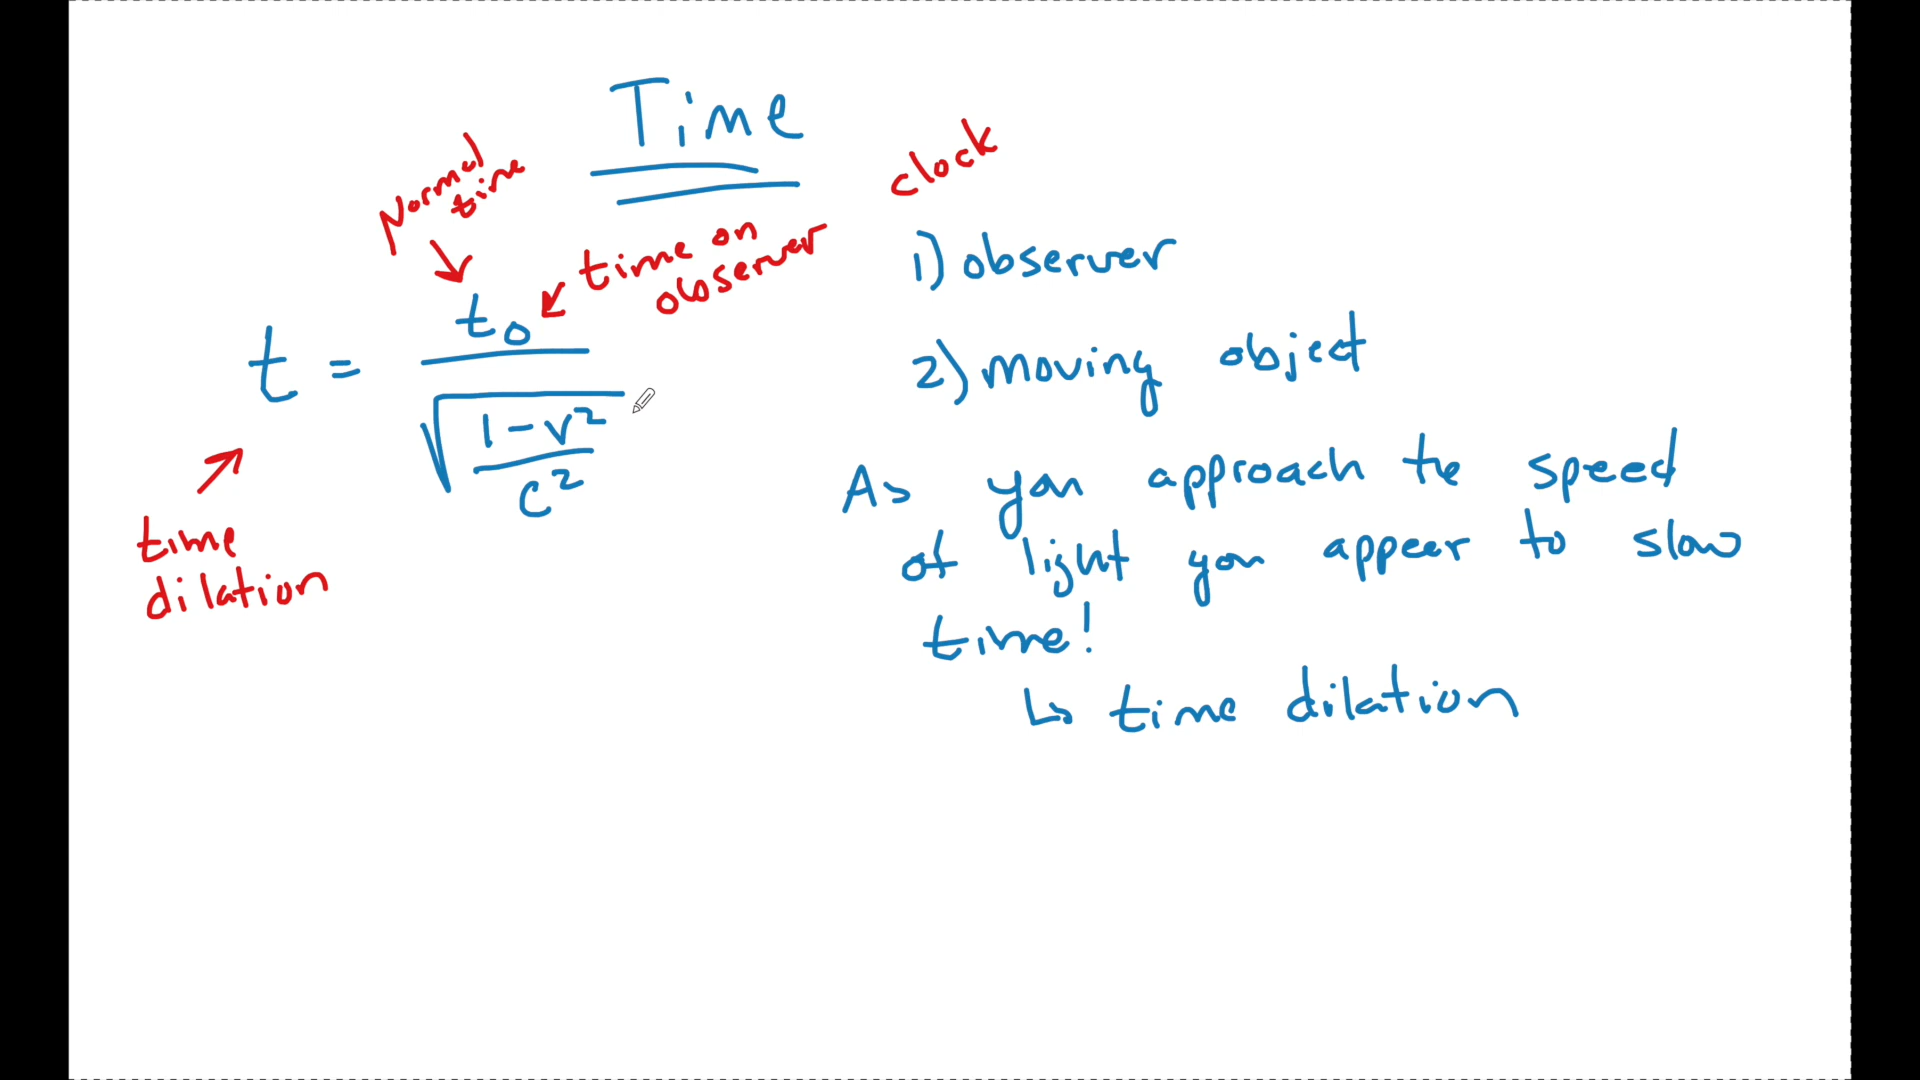 Time
Normal
time
time on
observer
t = t₀ / √((1 - v²) / c²)
time
dilation
clock
1) observer
2) moving object
As you approach the speed
of light you appear to slow
time!
↳ time dilation